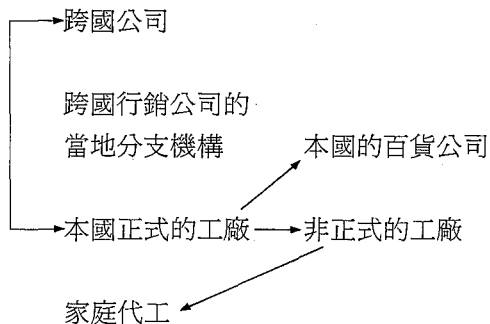 跨國公司
跨國行銷公司的
當地分支機構
本國的百貨公司
本國正式的工廠
非正式的工廠
家庭代工